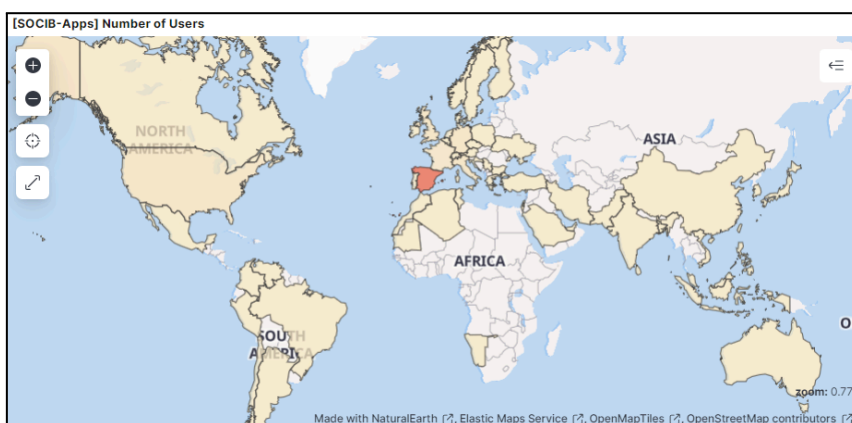 [SOCIB-Apps] Number of Users
NORTH
AMERICA
ASIA
AFRICA
SOUTH
AMERICA
O
zoom: 0.77
Made with NaturalEarth, Elastic Maps Service, OpenMapTiles, OpenStreetMap contributors